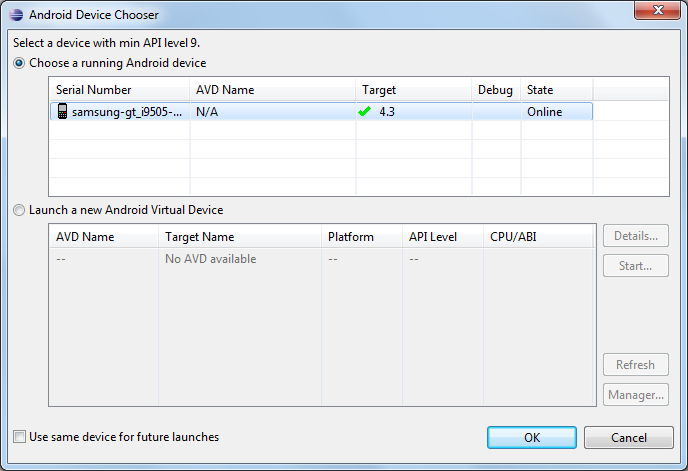 Android Device Chooser
Select a device with min API level 9.
Choose a running Android device
Serial Number AVD Name Target Debug State
samsung-gt_i9505-... N/A 4.3 Online
Launch a new Android Virtual Device
AVD Name Target Name Platform API Level CPU/ABI Details...
-- No AVD available -- --
Start...
Refresh
Manager...
Use same device for future launches OK Cancel